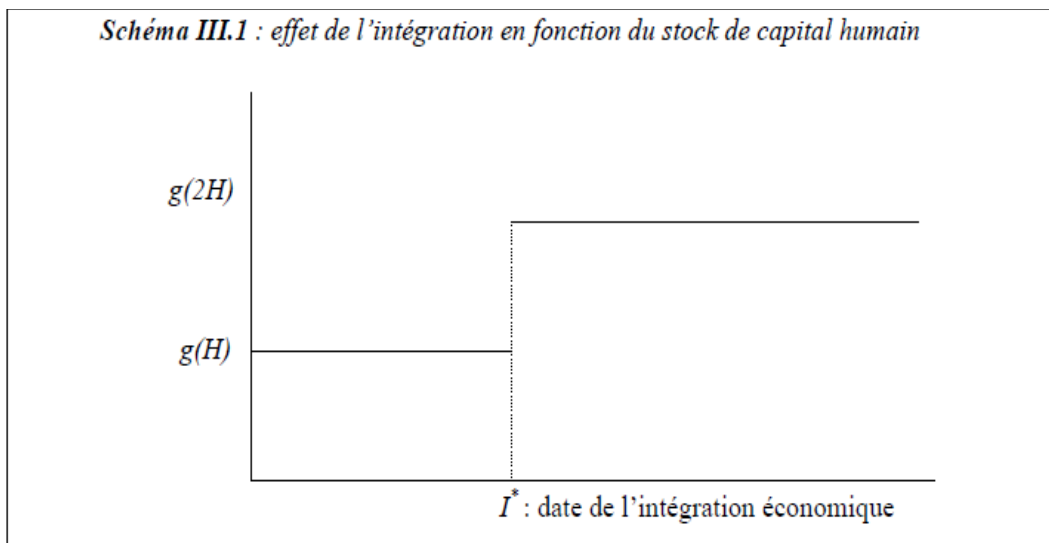 Schéma III.1 : effet de l'intégration en fonction du stock de capital humain
g(2H)
g(H)
I* : date de l'intégration économique